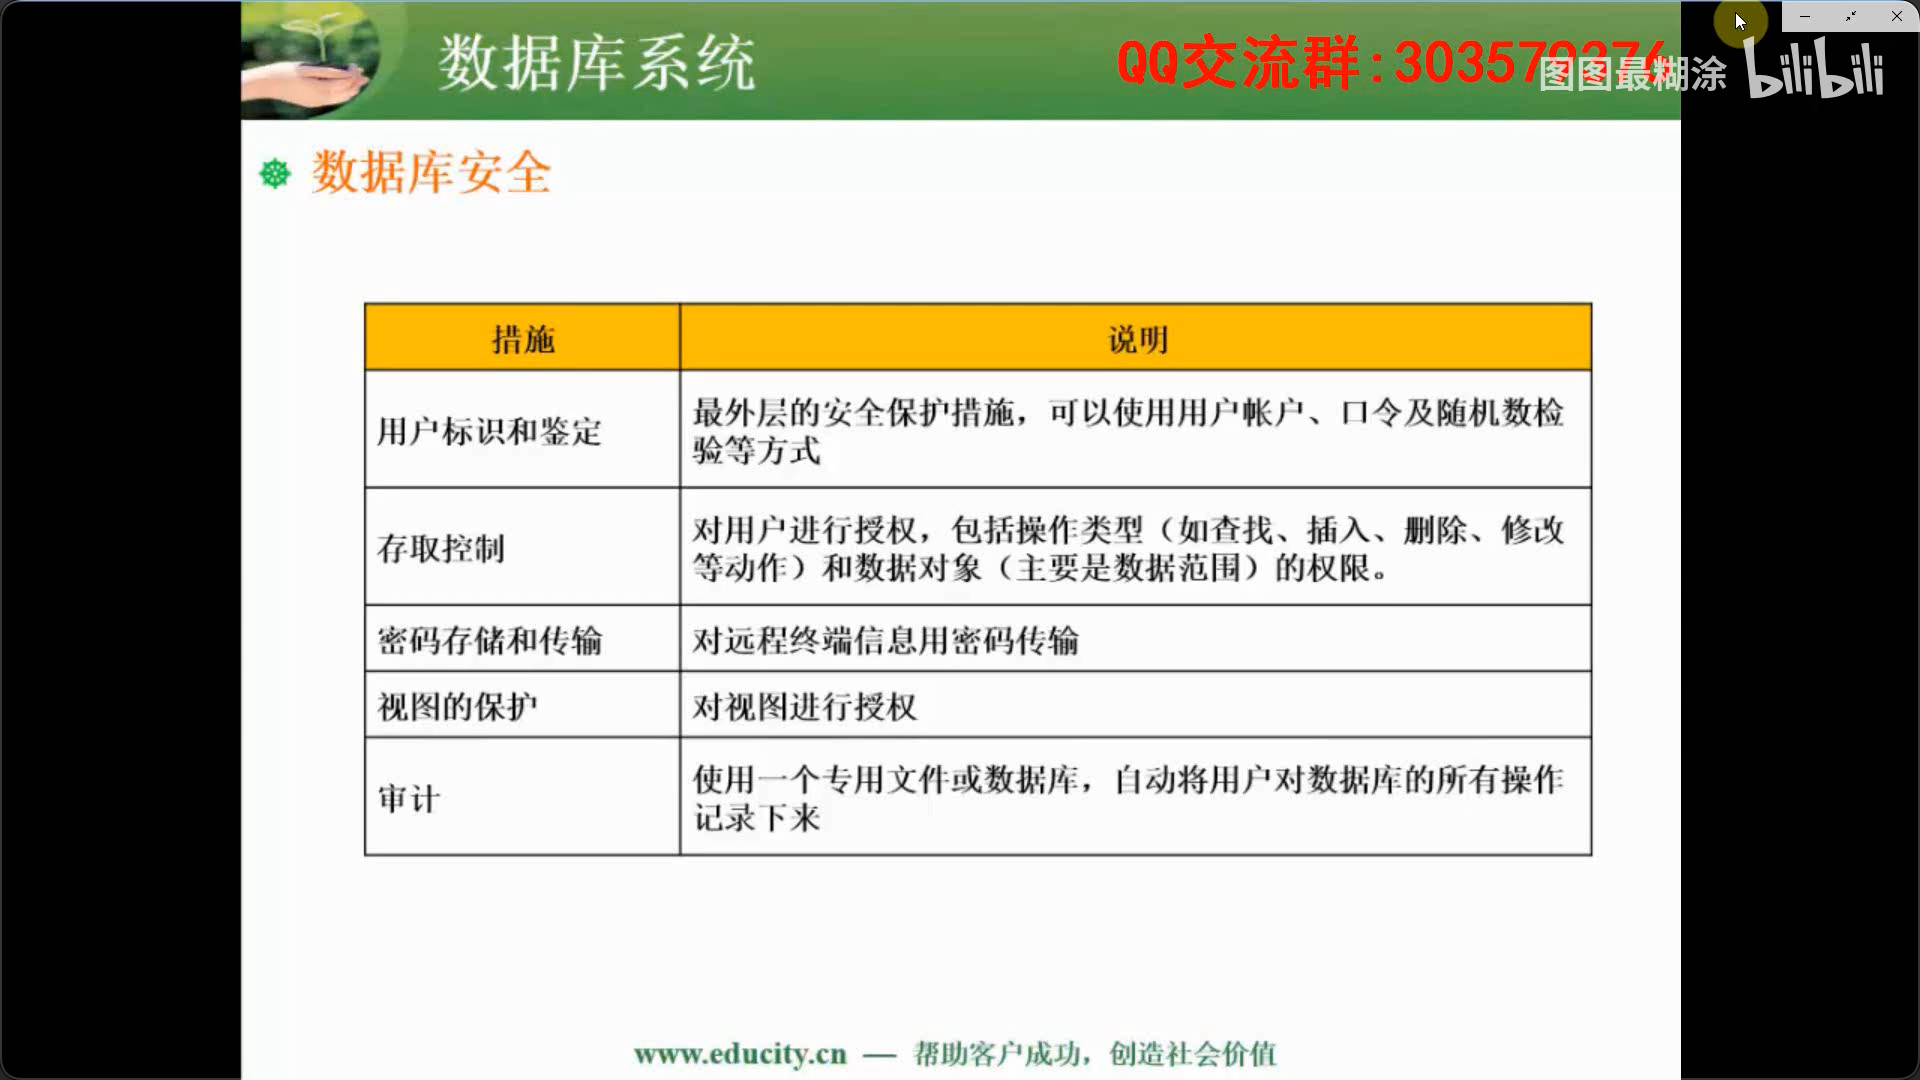 数据库系统
QQ交流群:303579376
图图最糊涂 bilibili
数据库安全
措施 说明
用户标识和鉴定
最外层的安全保护措施，可以使用用户帐户、口令及随机数检
验等方式
存取控制
对用户进行授权，包括操作类型（如查找、插入、删除、修改
等动作）和数据对象（主要是数据范围）的权限。
密码存储和传输 对远程终端信息用密码传输
视图的保护 对视图进行授权
审计
使用一个专用文件或数据库，自动将用户对数据库的所有操作
记录下来
www.educity.cn — 帮助客户成功，创造社会价值